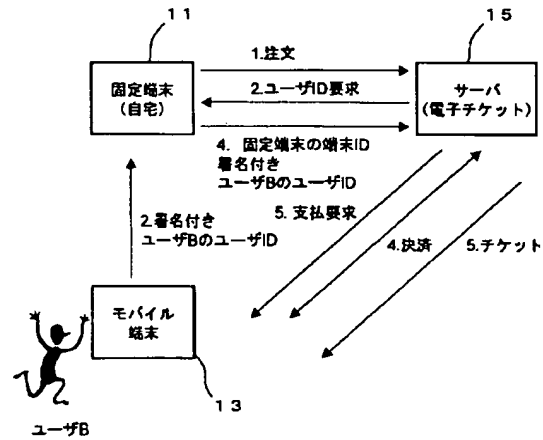 11
15
1.注文
固定端末
(自宅)
2.ユーザID要求
サーバ
(電子チケット)
4. 固定端末の端末ID
署名付き
ユーザBのユーザID
5. 支払要求
2.署名付き
ユーザBのユーザID
4.決済
5.チケット
モバイル
端末
13
ユーザB